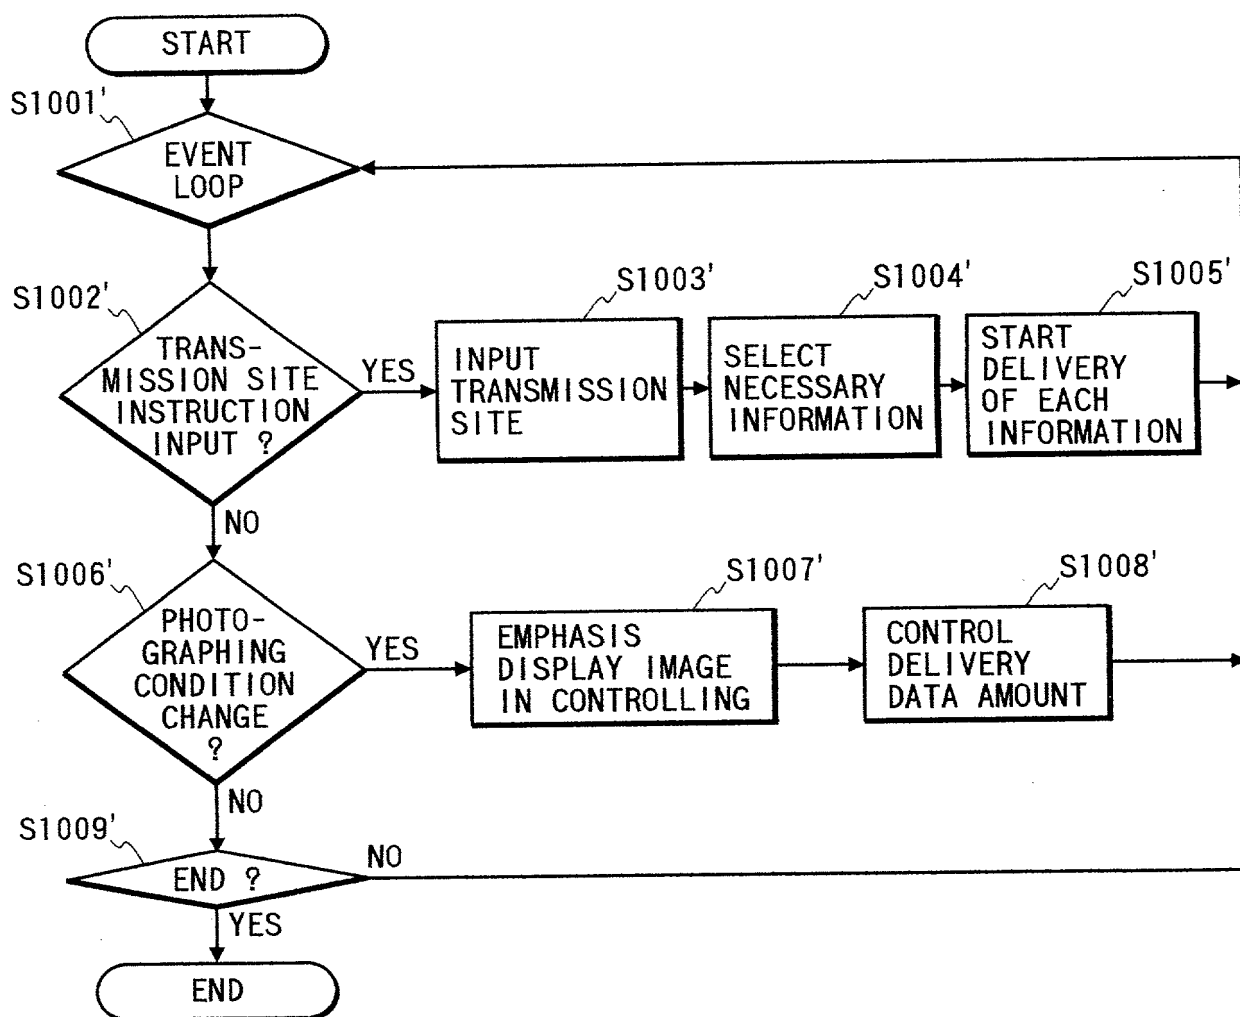 START
S1001'
EVENT
LOOP
S1002'
TRANS-
MISSION SITE
INSTRUCTION
INPUT ?
YES
S1003'
INPUT
TRANSMISSION
SITE
S1004'
SELECT
NECESSARY
INFORMATION
S1005'
START
DELIVERY
OF EACH
INFORMATION
NO
S1006'
PHOTO-
GRAPHING
CONDITION
CHANGE
?
YES
S1007'
EMPHASIS
DISPLAY IMAGE
IN CONTROLLING
S1008'
CONTROL
DELIVERY
DATA AMOUNT
NO
S1009'
END ?
NO
YES
END